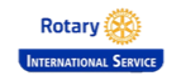 Rotary
INTERNATIONAL SERVICE